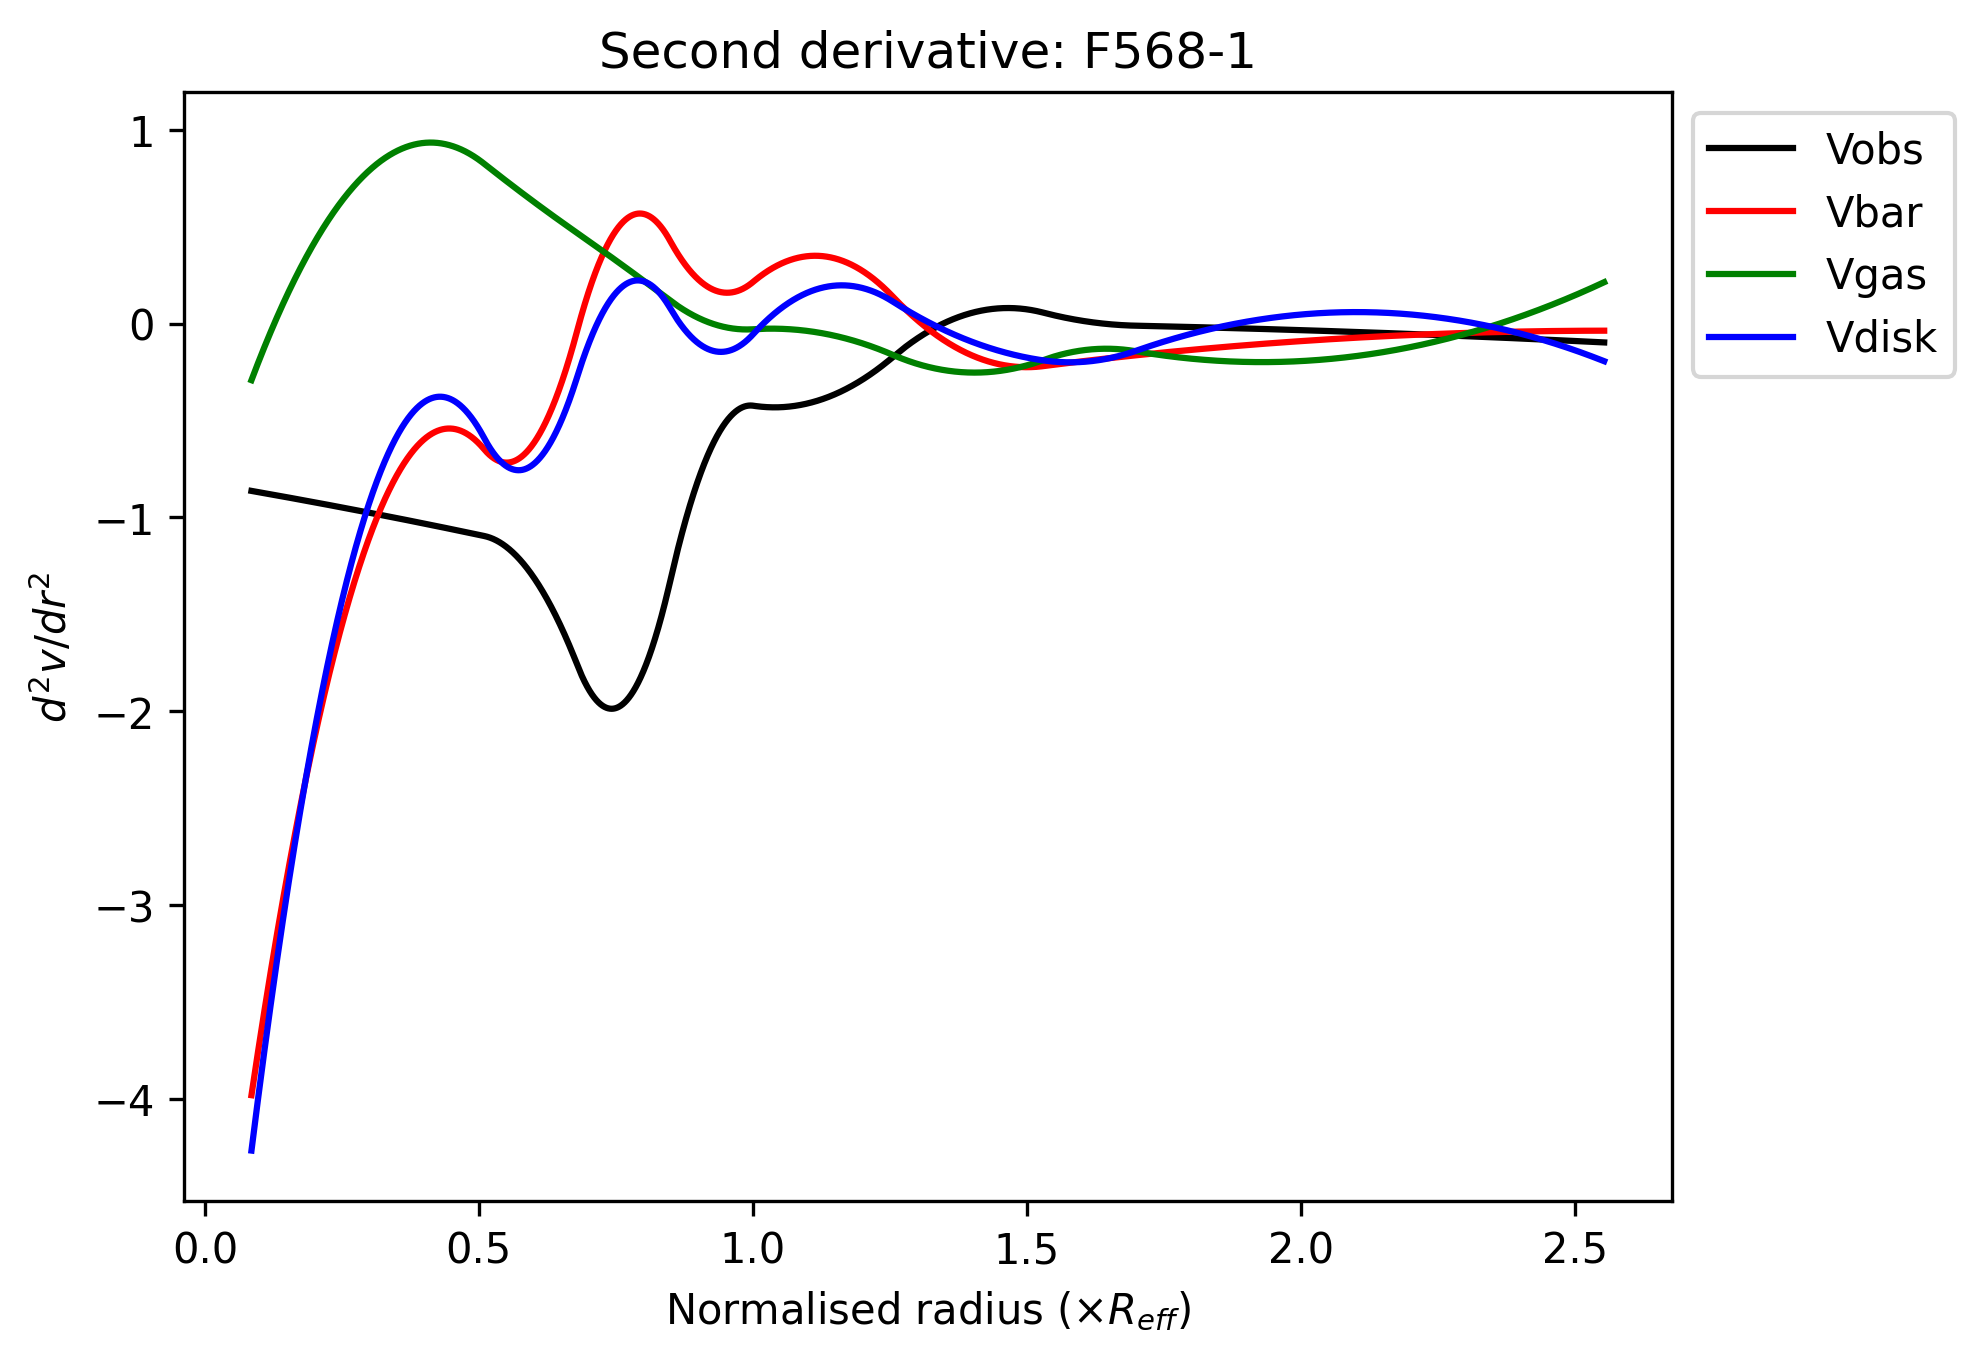 Second derivative: F568-1
1
0
−1
−2
−3
−4
d²v/dr²
0.0 0.5 1.0 1.5 2.0 2.5
Normalised radius (×R_eff)
Vobs
Vbar
Vgas
Vdisk